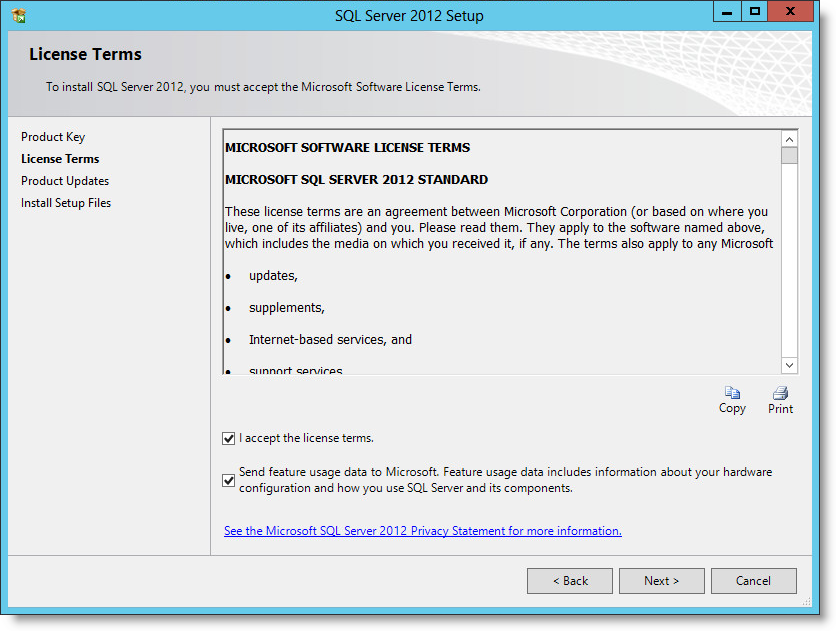 SQL Server 2012 Setup
License Terms
To install SQL Server 2012, you must accept the Microsoft Software License Terms.
Product Key
License Terms
Product Updates
Install Setup Files
MICROSOFT SOFTWARE LICENSE TERMS
MICROSOFT SQL SERVER 2012 STANDARD
These license terms are an agreement between Microsoft Corporation (or based on where you
live, one of its affiliates) and you. Please read them. They apply to the software named above,
which includes the media on which you received it, if any. The terms also apply to any Microsoft
• updates,
• supplements,
• Internet-based services, and
• support services
Copy
Print
I accept the license terms.
Send feature usage data to Microsoft. Feature usage data includes information about your hardware
configuration and how you use SQL Server and its components.
See the Microsoft SQL Server 2012 Privacy Statement for more information.
< Back
Next >
Cancel